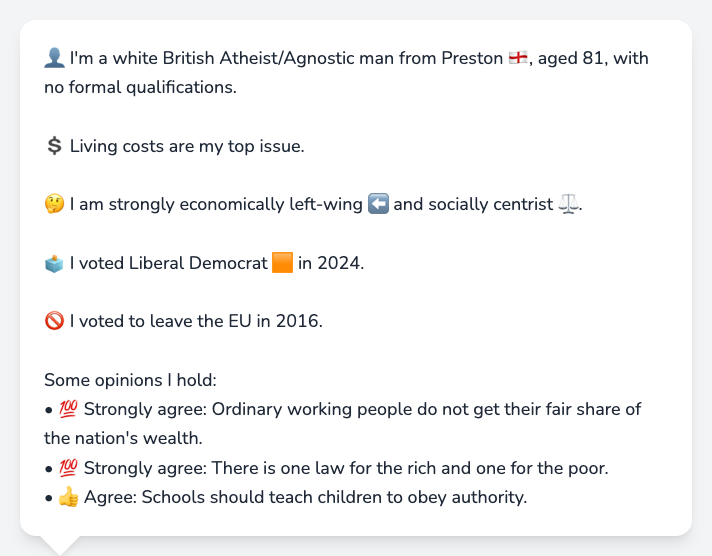 👤 I'm a white British Atheist/Agnostic man from Preston 🏴󠁧󠁢󠁥󠁮󠁧󠁿, aged 81, with
no formal qualifications.
💲 Living costs are my top issue.
🤔 I am strongly economically left-wing ⬅️ and socially centrist ⚖️.
🗳️ I voted Liberal Democrat 🟧 in 2024.
🚫 I voted to leave the EU in 2016.
Some opinions I hold:
• 💯 Strongly agree: Ordinary working people do not get their fair share of
the nation's wealth.
• 💯 Strongly agree: There is one law for the rich and one for the poor.
• 👍 Agree: Schools should teach children to obey authority.